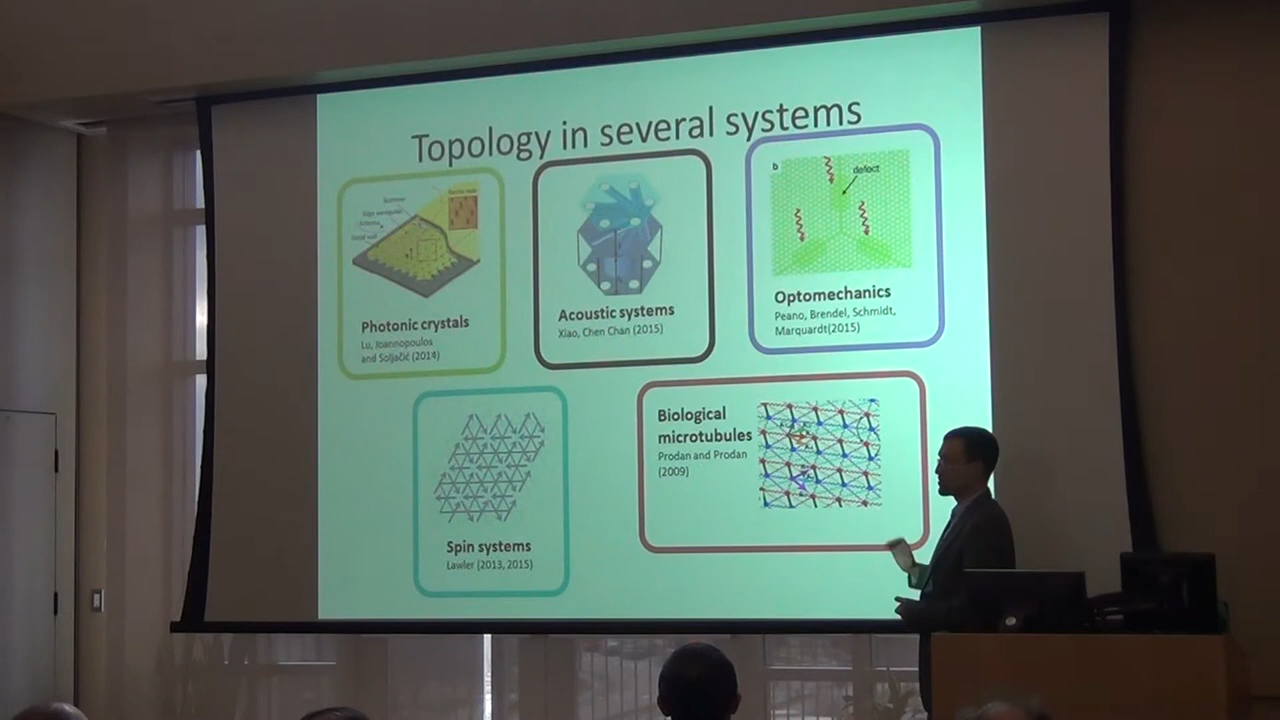 Topology in several systems
Photonic crystals
Lu, Joannopoulos
and Soljačić (2014)
Acoustic systems
Xiao, Chen Chan (2015)
b
defect
Optomechanics
Peano, Brendel, Schmidt,
Marquardt(2015)
Spin systems
Lawler (2013, 2015)
Biological
microtubules
Prodan and Prodan
(2009)